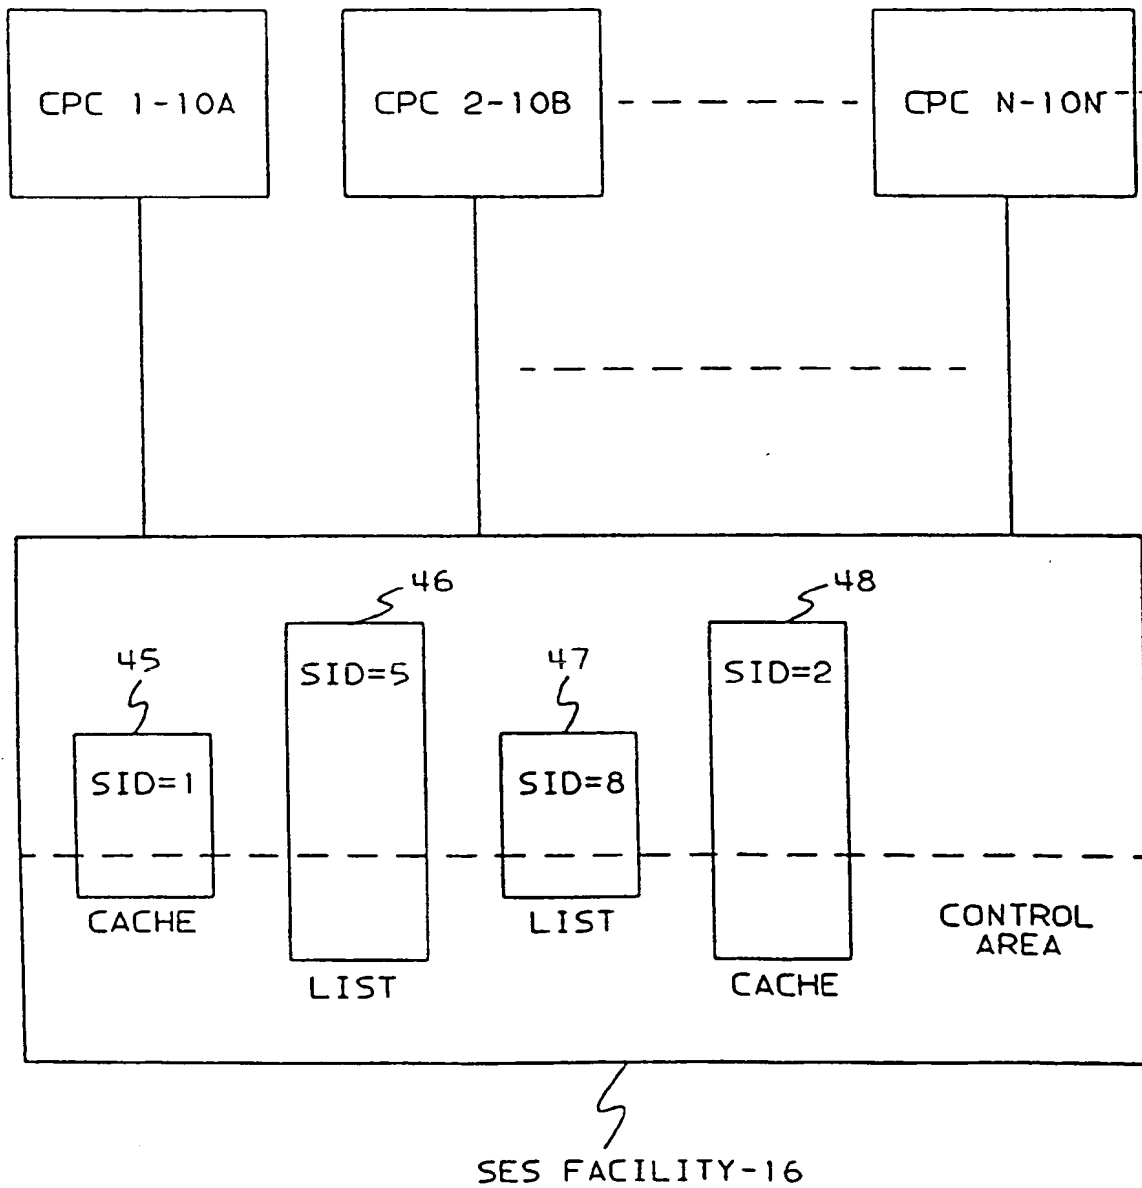 CPC 1-10A
CPC 2-10B
CPC N-10N
46
48
45
47
SID=5
SID=2
SID=1
SID=8
CACHE
LIST
CONTROL
AREA
LIST
CACHE
SES FACILITY-16